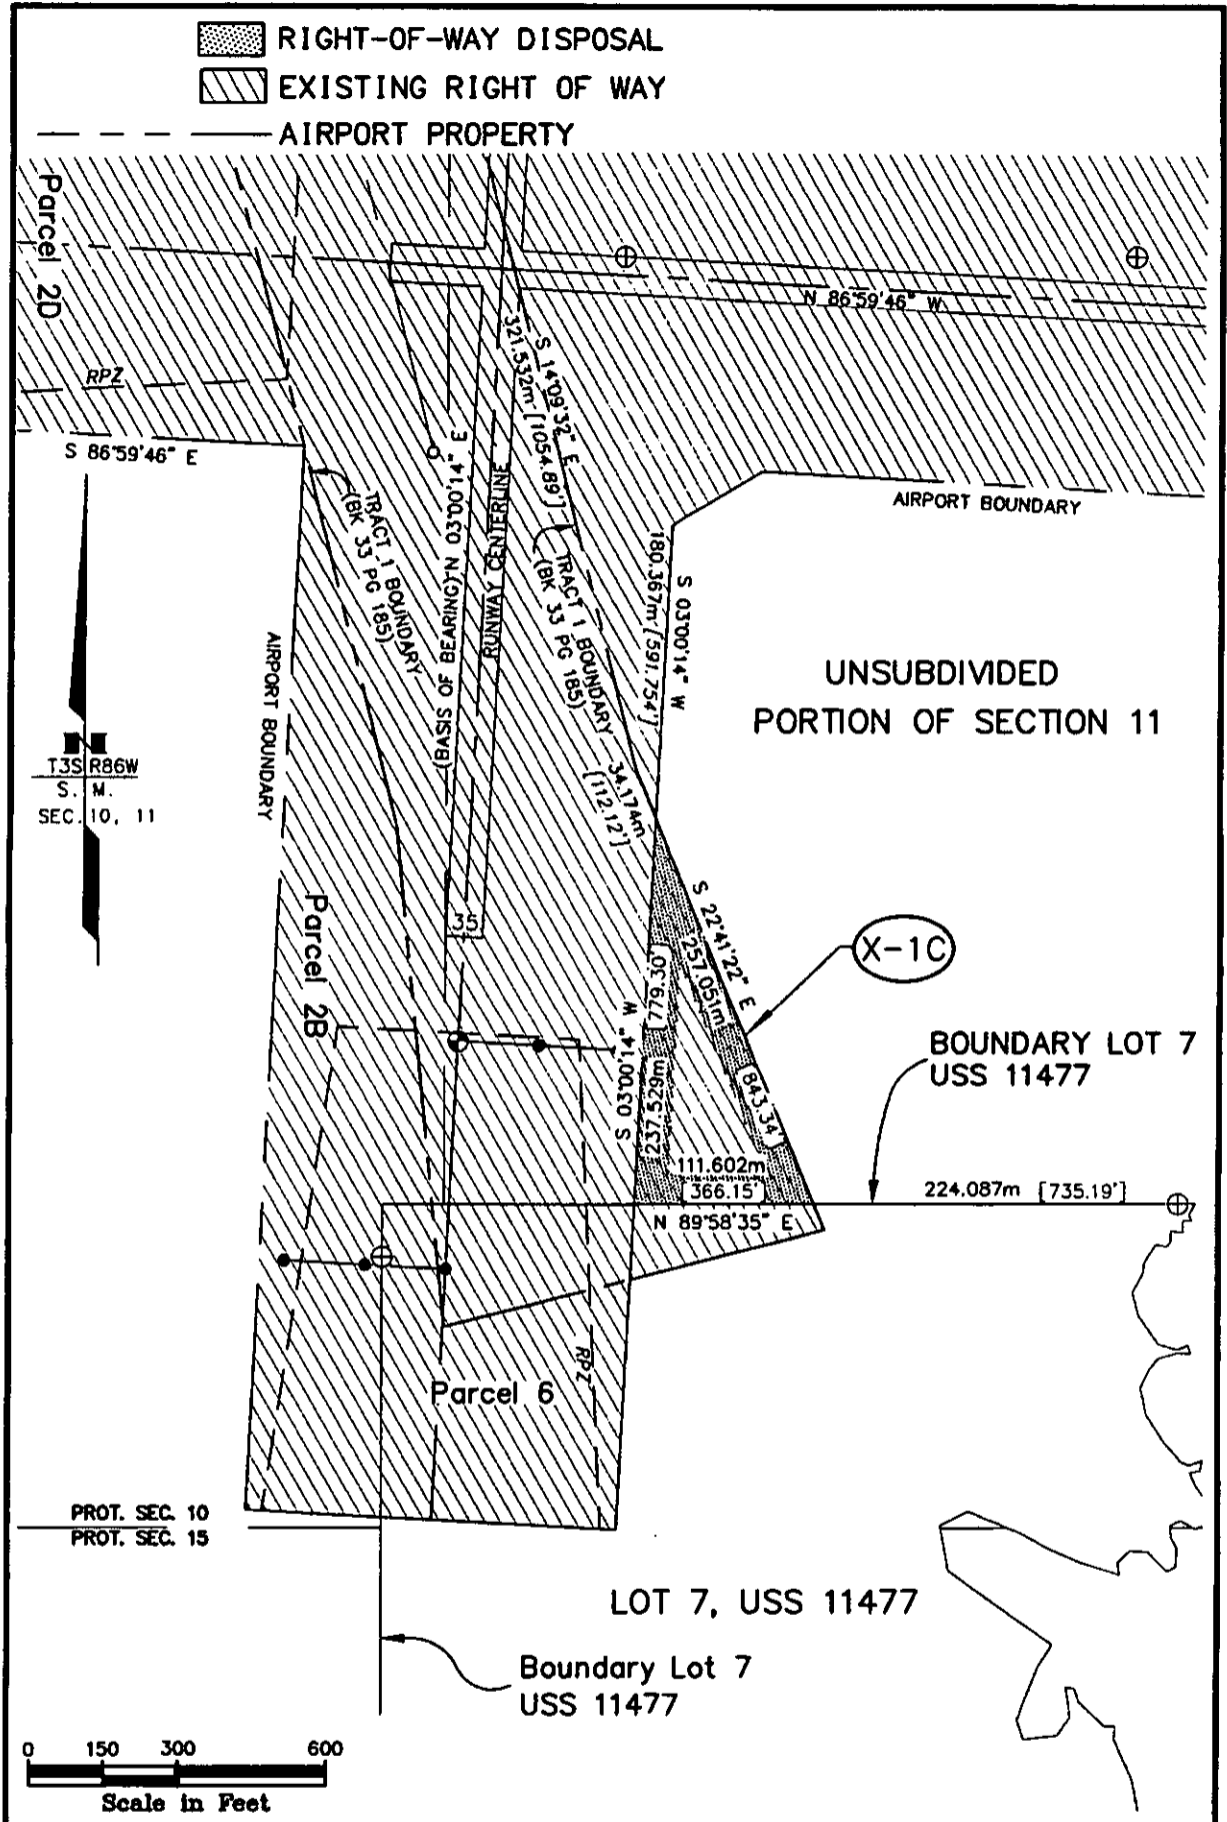 RIGHT-OF-WAY DISPOSAL
EXISTING RIGHT OF WAY
AIRPORT PROPERTY
Parcel 2D
N 86°59'46" W
RPZ
S 86°59'46" E
S 14°09'32" E
321.532m [1054.89']
AIRPORT BOUNDARY
TRACT 1 BOUNDARY
(BK 33 PG 185)
(BASIS OF BEARING) N 03°00'14" E
RUNWAY CENTERLINE
TRACT 1 BOUNDARY
(BK 33 PG 185)
180.367m [591.754']
S 03°00'14" W
UNSUBDIVIDED
PORTION OF SECTION 11
AIRPORT BOUNDARY
T3S R86W
S. M.
SEC. 10, 11
34.174m
[112.12']
Parcel 2B
35
S 22°41'22" E
257.051m
843.34'
X-1C
S 03°00'14" W
779.30'
237.529m
BOUNDARY LOT 7
USS 11477
111.602m
366.15'
N 89°58'35" E
224.087m [735.19']
RPZ
Parcel 6
PROT. SEC. 10
PROT. SEC. 15
LOT 7, USS 11477
Boundary Lot 7
USS 11477
0 150 300 600
Scale in Feet